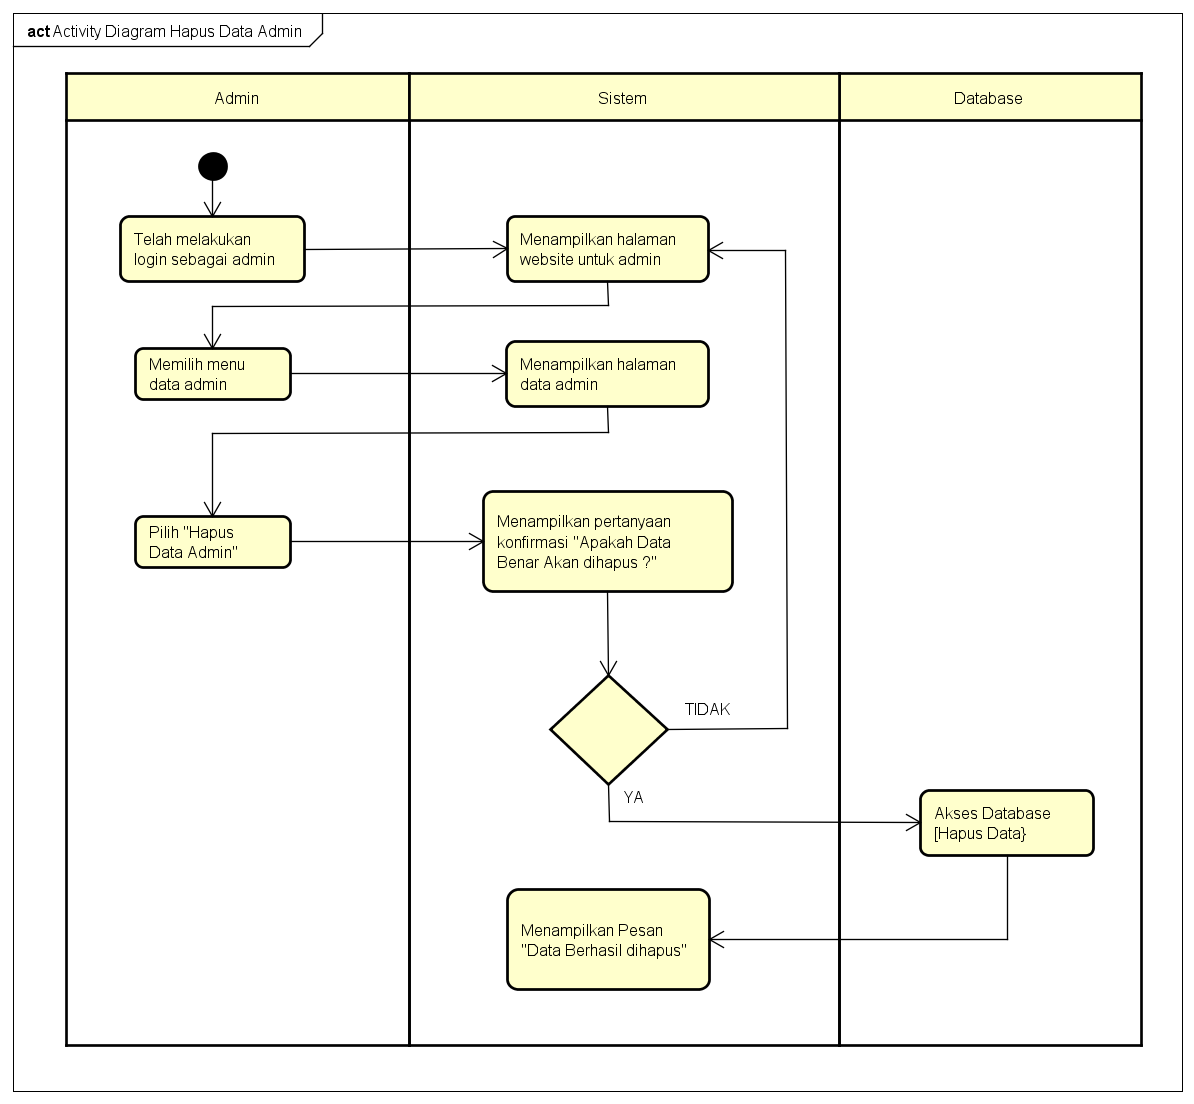 act Activity Diagram Hapus Data Admin
Admin
Sistem
Database
Telah melakukan
login sebagai admin
Menampilkan halaman
website untuk admin
Memilih menu
data admin
Menampilkan halaman
data admin
Pilih "Hapus
Data Admin"
Menampilkan pertanyaan
konfirmasi "Apakah Data
Benar Akan dihapus ?"
TIDAK
YA
Akses Database
[Hapus Data}
Menampilkan Pesan
"Data Berhasil dihapus"